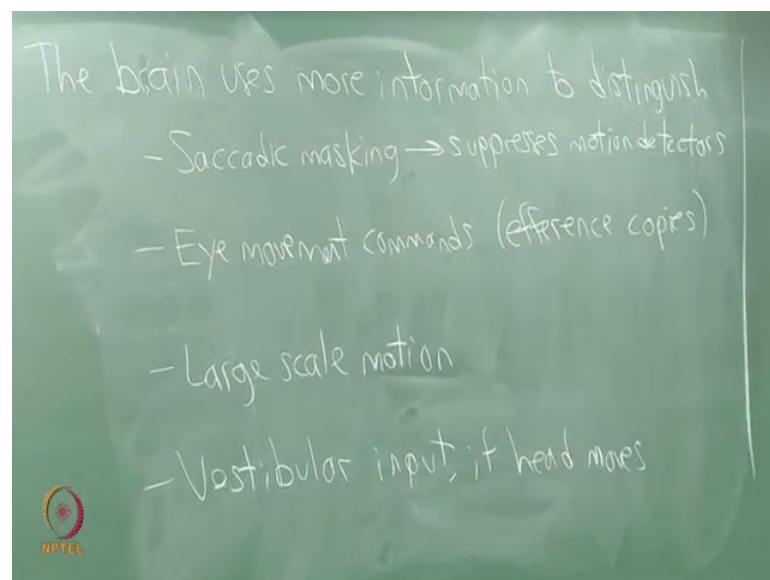 The brain uses more information to distinguish
- Saccadic masking → suppresses motion detectors
- Eye movement commands (efference copies)
- Large scale motion
- Vestibular input, if head moves
NPTEL